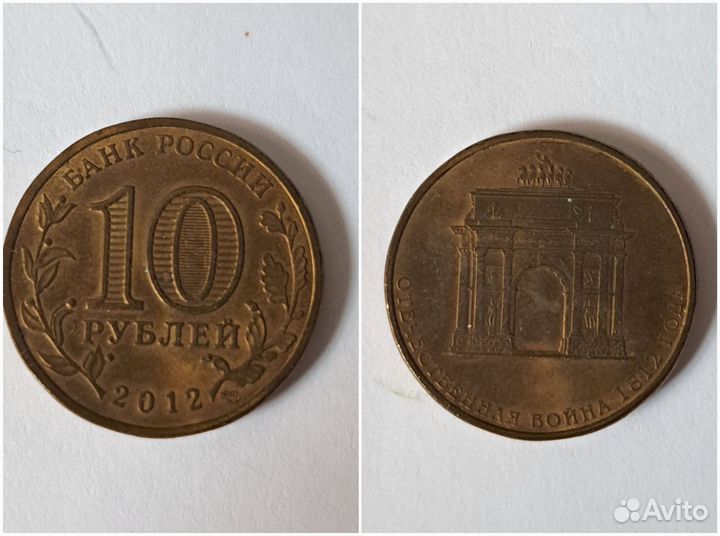 БАНК РОССИИ
10
РУБЛЕЙ
2012
ОТЕЧЕСТВЕННАЯ ВОЙНА 1812 ГОДА
Avito